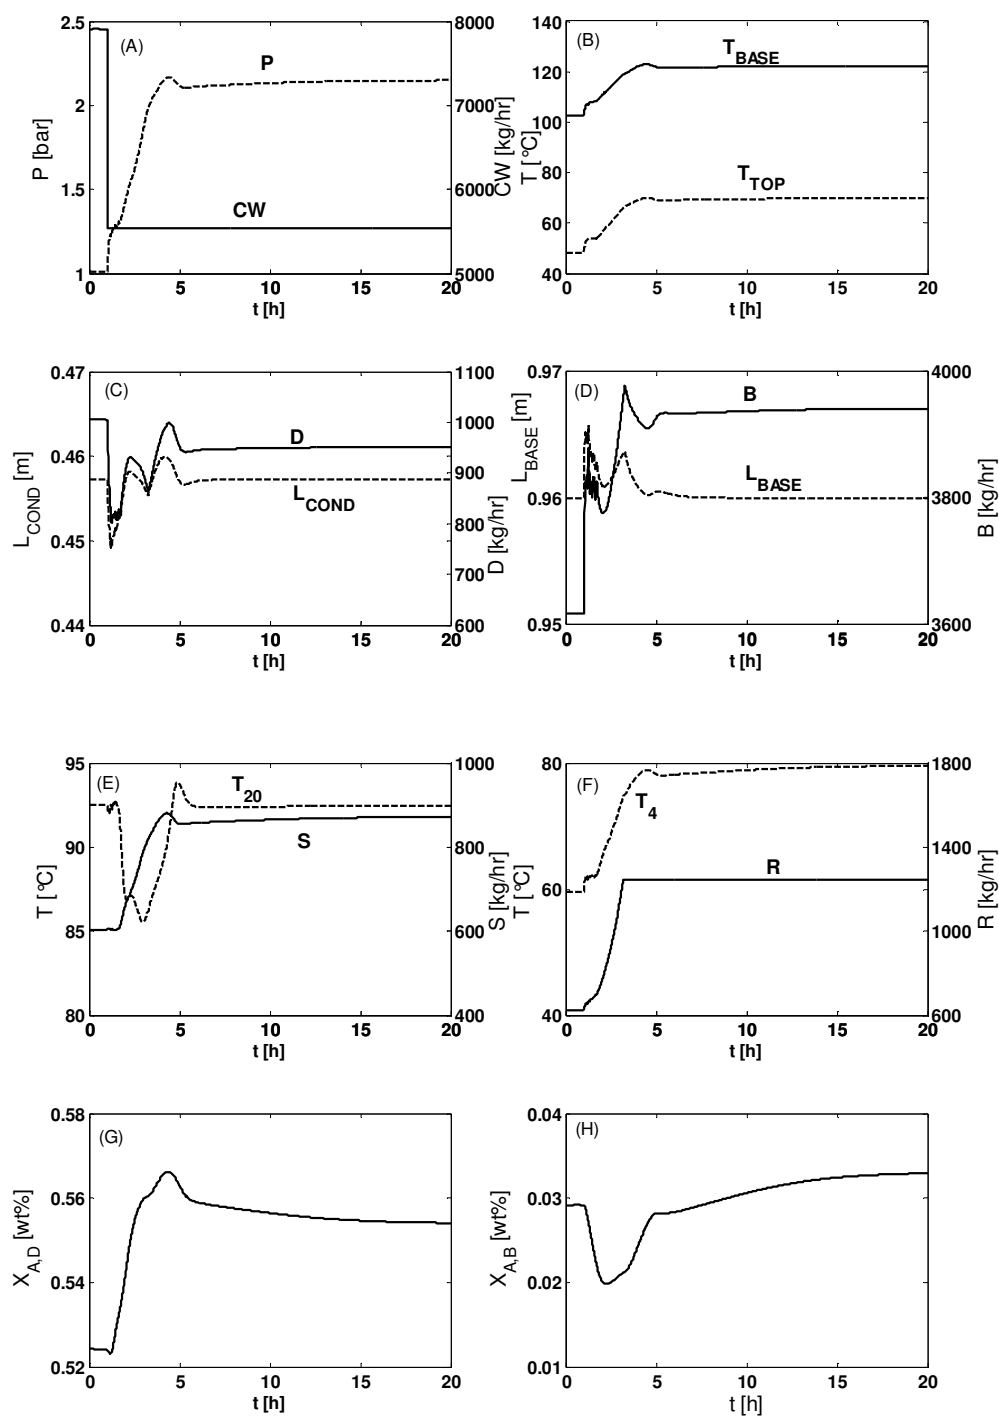 (A)
P [bar]
2.5
2
1.5
1
P
CW
8000
7000
6000
5000
CW [kg/hr]
0 5 10 15 20
t [h]
(B)
T [°C]
140
120
100
80
60
40
T_BASE
T_TOP
0 5 10 15 20
t [h]
(C)
L_COND [m]
0.47
0.46
0.45
0.44
D
L_COND
1100
1000
900
800
700
600
D [kg/hr]
0 5 10 15 20
t [h]
(D)
L_BASE [m]
0.97
0.96
0.95
B
L_BASE
4000
3800
3600
B [kg/hr]
0 5 10 15 20
t [h]
(E)
T [°C]
95
90
85
80
T_20
S
1000
800
600
400
S [kg/hr]
0 5 10 15 20
t [h]
(F)
T [°C]
80
60
40
T_4
R
1800
1400
1000
600
R [kg/hr]
0 5 10 15 20
t [h]
(G)
X_A,D [wt%]
0.58
0.56
0.54
0.52
0 5 10 15 20
t [h]
(H)
X_A,B [wt%]
0.04
0.03
0.02
0.01
0 5 10 15 20
t [h]